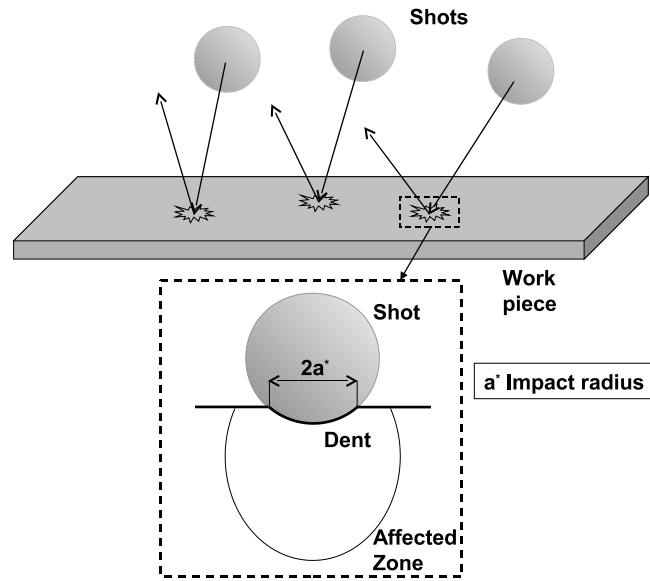 Shots
Work
piece
Shot
2a*
a* Impact radius
Dent
Affected
Zone